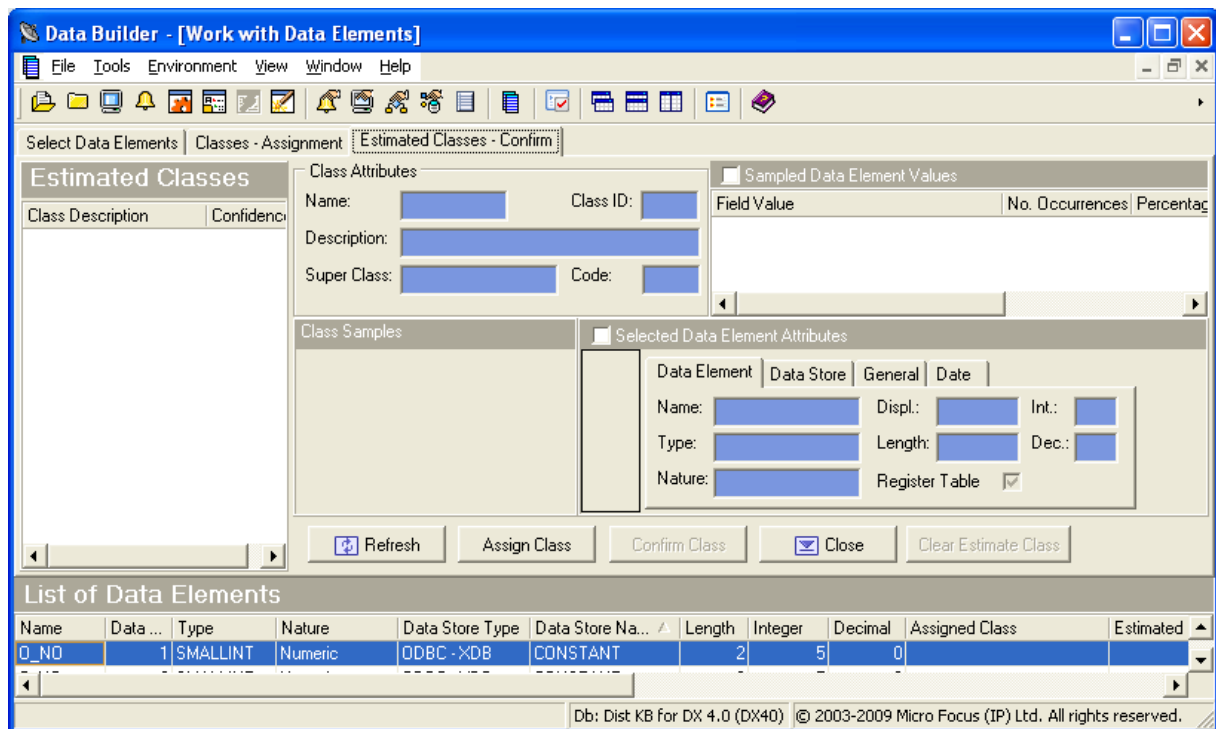 Data Builder - [Work with Data Elements]
File Tools Environment View Window Help
Select Data Elements Classes - Assignment Estimated Classes - Confirm
Estimated Classes
Class Description Confidenc
Class Attributes
Name: Class ID:
Description:
Super Class: Code:
Sampled Data Element Values
Field Value No. Occurrences Percentag
Class Samples
Selected Data Element Attributes
Data Element Data Store General Date
Name: Displ.: Int.:
Type: Length: Dec.:
Nature: Register Table
Refresh Assign Class Confirm Class Close Clear Estimate Class
List of Data Elements
Name Data ... Type Nature Data Store Type Data Store Na... Length Integer Decimal Assigned Class Estimated
O_NO 1 SMALLINT Numeric ODBC - XDB CONSTANT 2 5 0
Db: Dist KB for DX 4.0 (DX40) © 2003-2009 Micro Focus (IP) Ltd. All rights reserved.